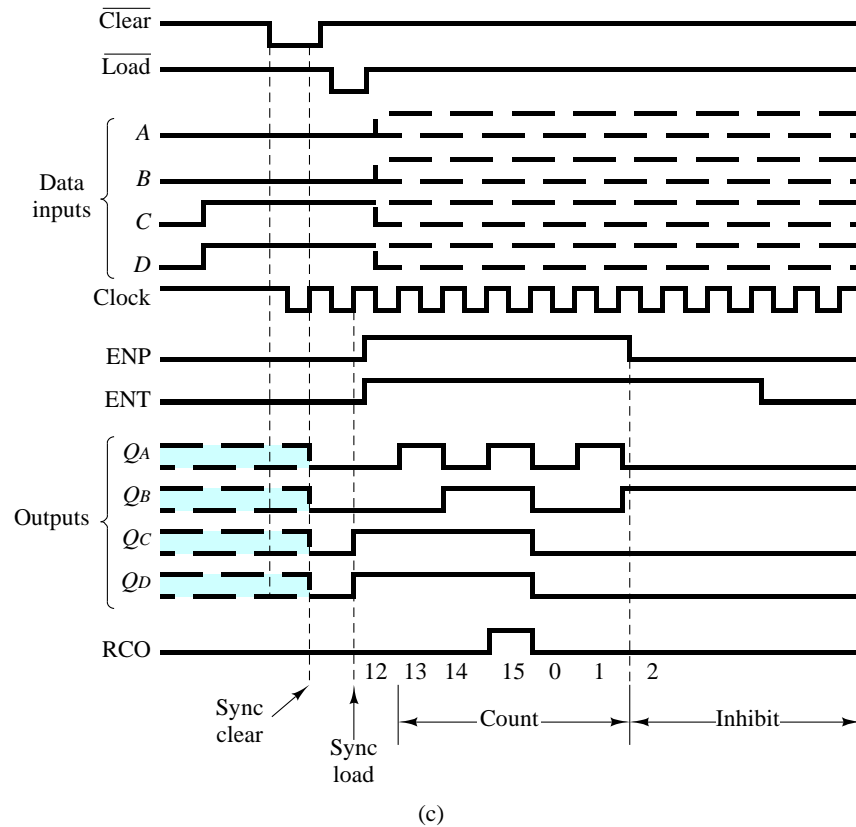 Clear
Load
A
B
Data
inputs
C
D
Clock
ENP
ENT
QA
QB
Outputs
QC
QD
RCO
12 13 14 15 0 1 2
Sync
clear
Count
Inhibit
Sync
load
(c)